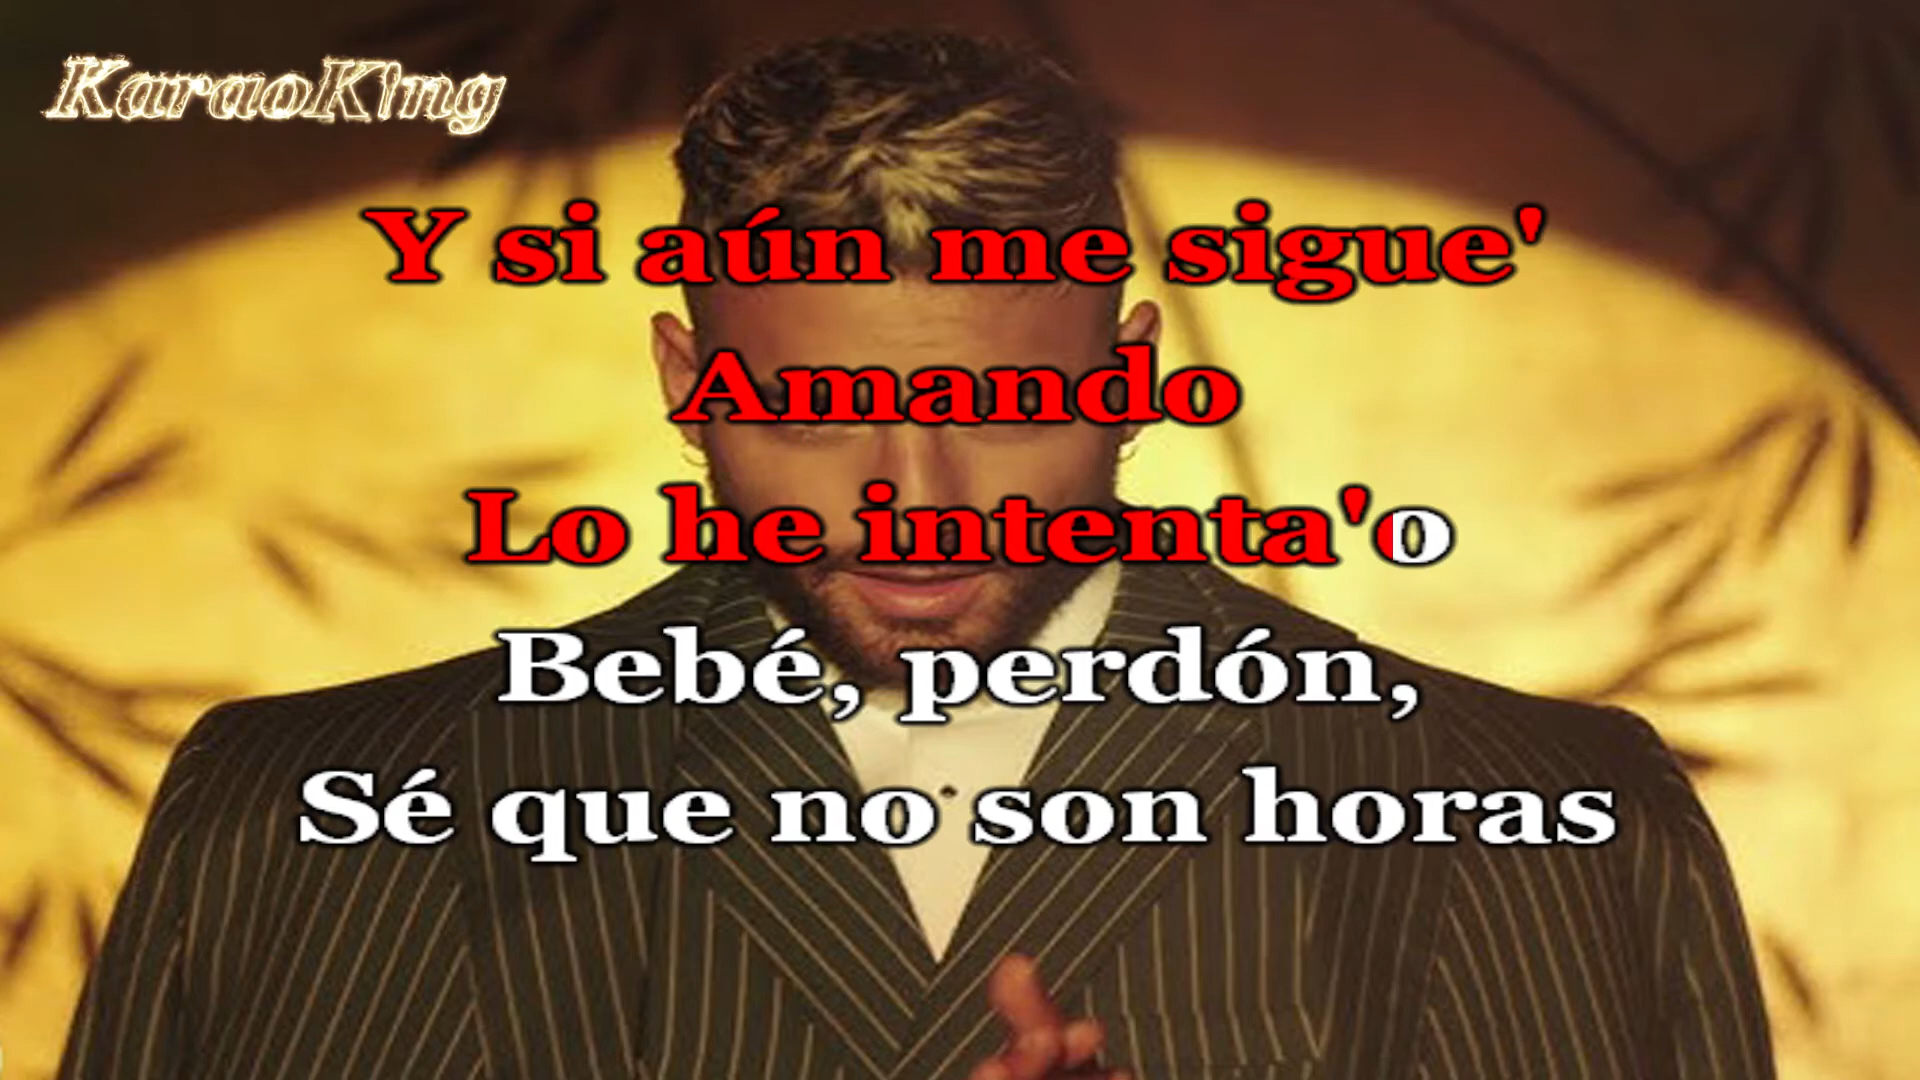 KaraoKing
Y si aún me sigue'
Amando
Lo he intenta'o
Bebé, perdón,
Sé que no son horas